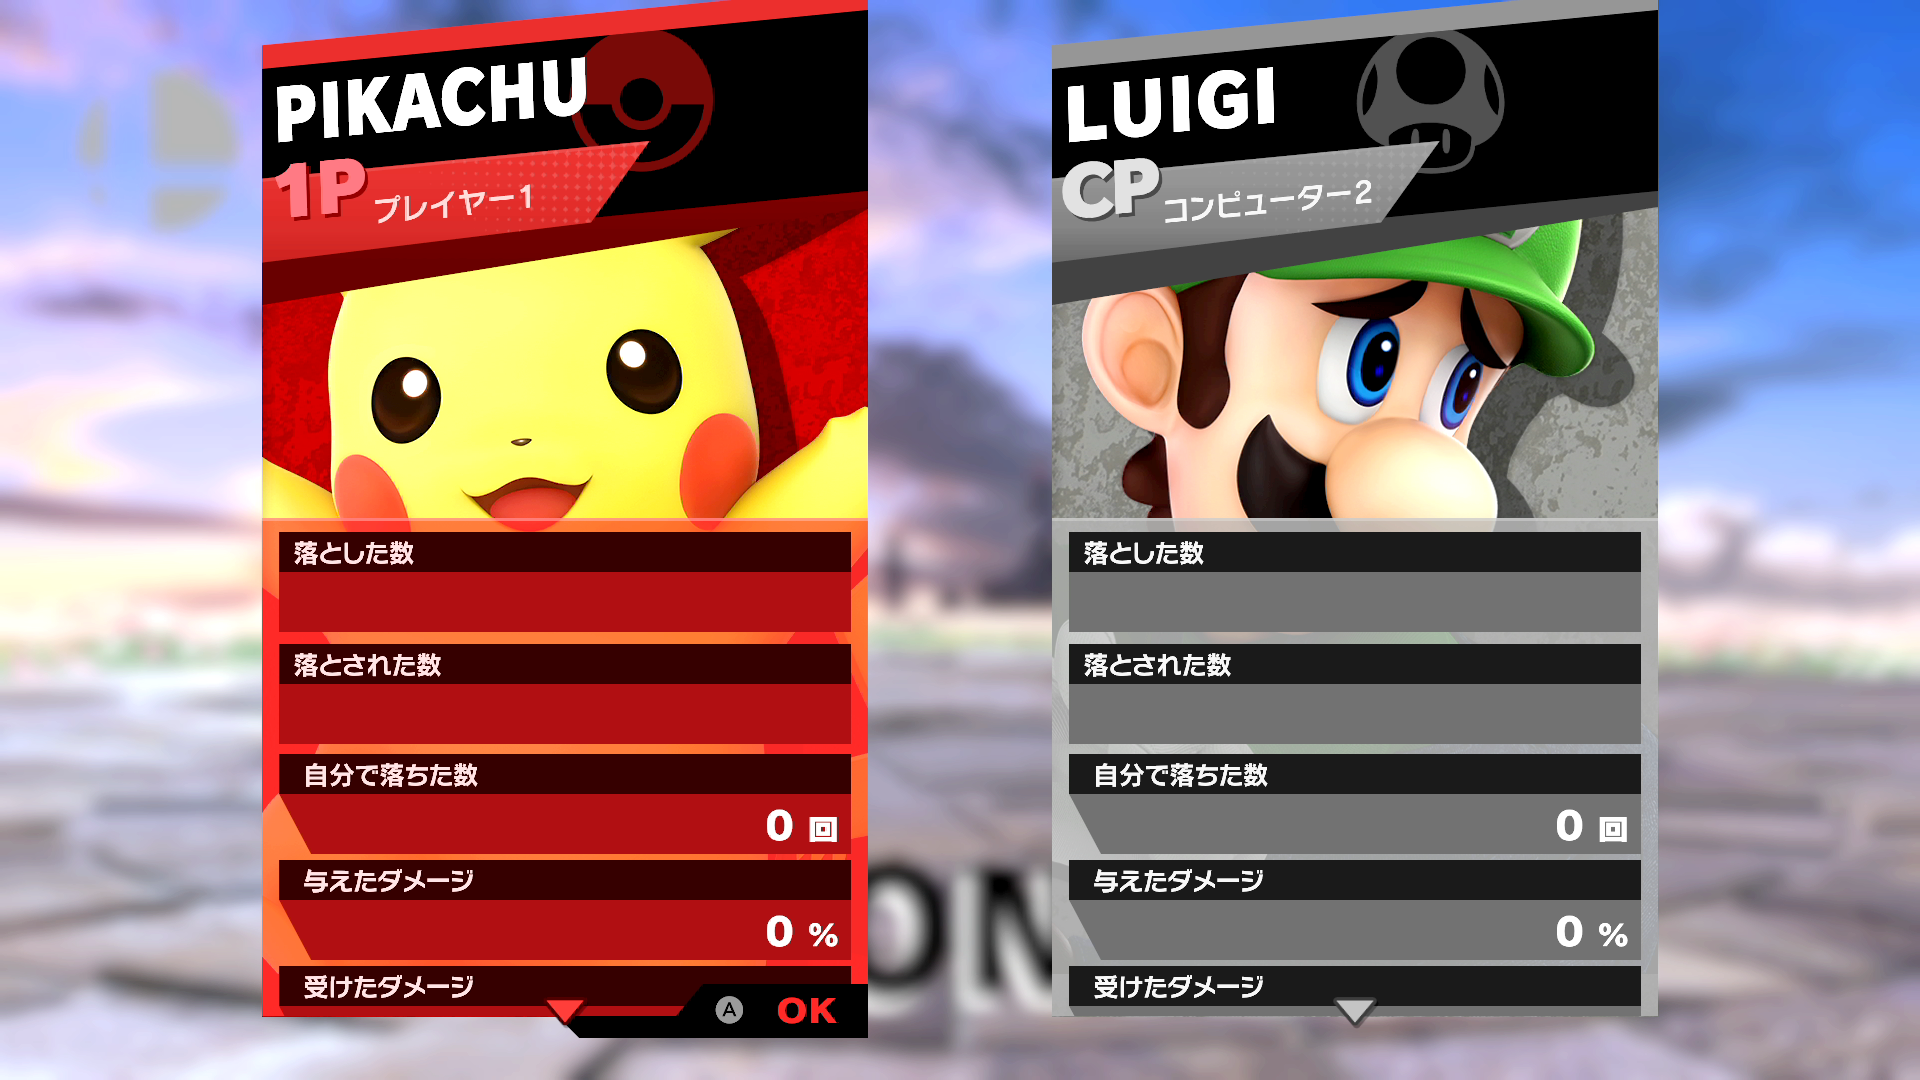 PIKACHU
1P プレイヤー1
落とした数
落とされた数
自分で落ちた数
0 回
与えたダメージ
0 %
受けたダメージ
A OK
LUIGI
CP コンピューター2
落とした数
落とされた数
自分で落ちた数
0 回
与えたダメージ
0 %
受けたダメージ